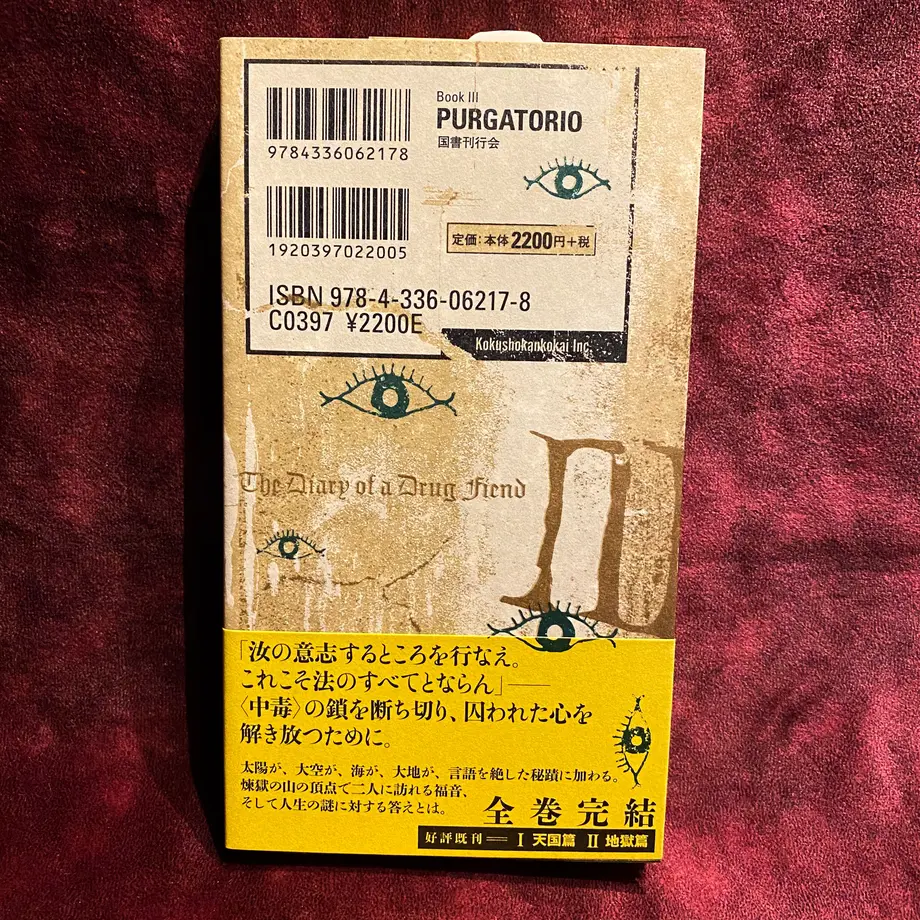 Book III
PURGATORIO
国書刊行会
9784336062178
1920397022005
定価：本体2200円+税
ISBN 978-4-336-06217-8
C0397 ¥2200E
Kokushokankokai Inc.
The Diary of a Drug Fiend
III
「汝の意志するところを行なえ。
これこそ法のすべてとならん」――
〈中毒〉の鎖を断ち切り、囚われた心を
解き放つために。
太陽が、大空が、海が、大地が、言語を絶した秘蹟に加わる。
煉獄の山の頂点で二人に訪れる福音、
そして人生の謎に対する答えとは。
全巻完結
好評既刊＝Ⅰ 天国篇 Ⅱ 地獄篇